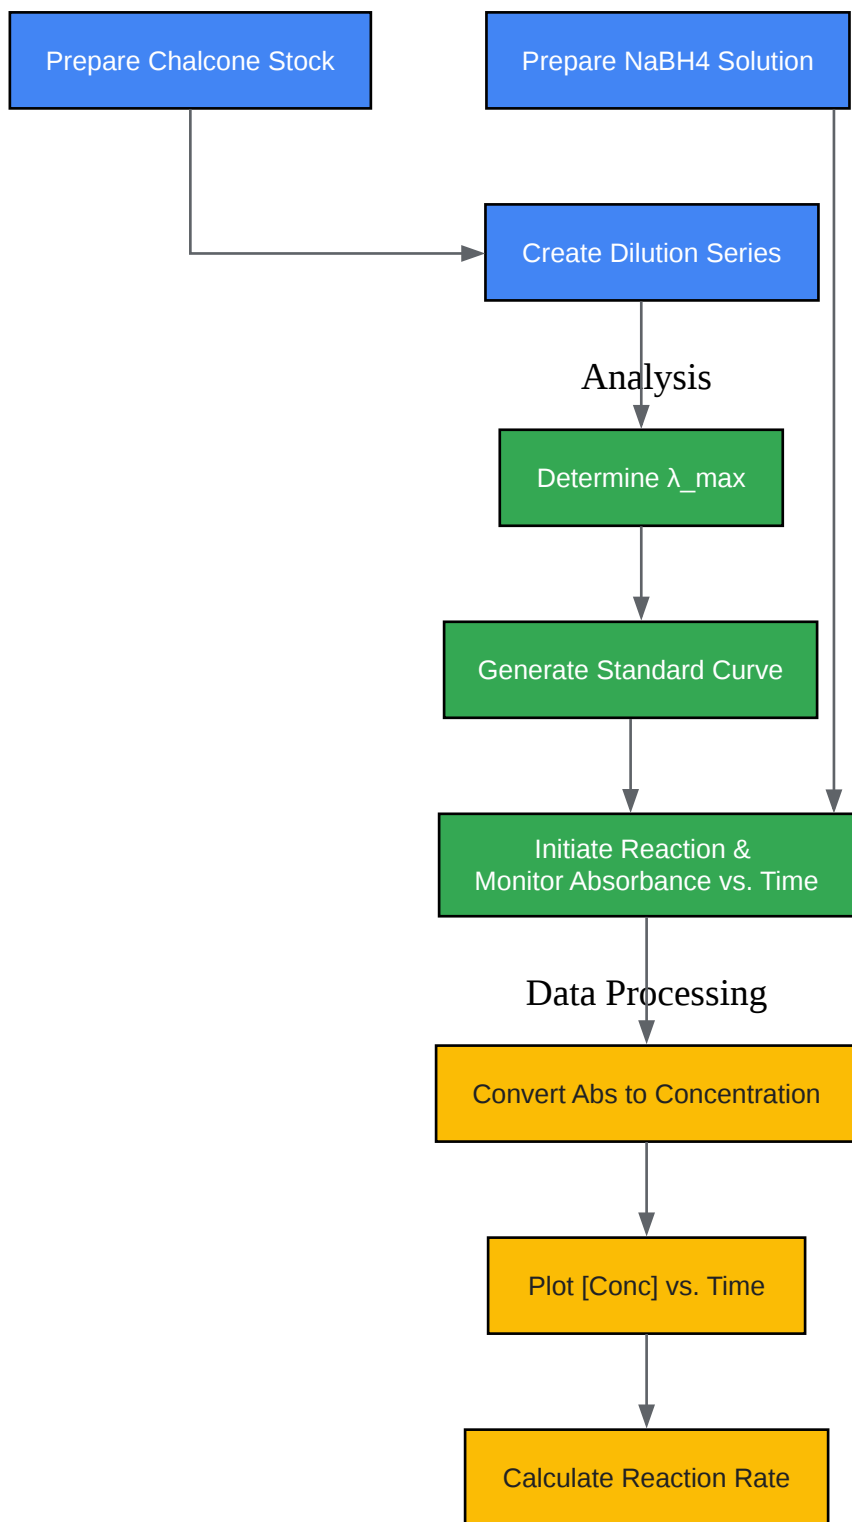 Prepare Chalcone Stock
Prepare NaBH4 Solution
Create Dilution Series
Analysis
Determine λ_max
Generate Standard Curve
Initiate Reaction &
Monitor Absorbance vs. Time
Data Processing
Convert Abs to Concentration
Plot [Conc] vs. Time
Calculate Reaction Rate